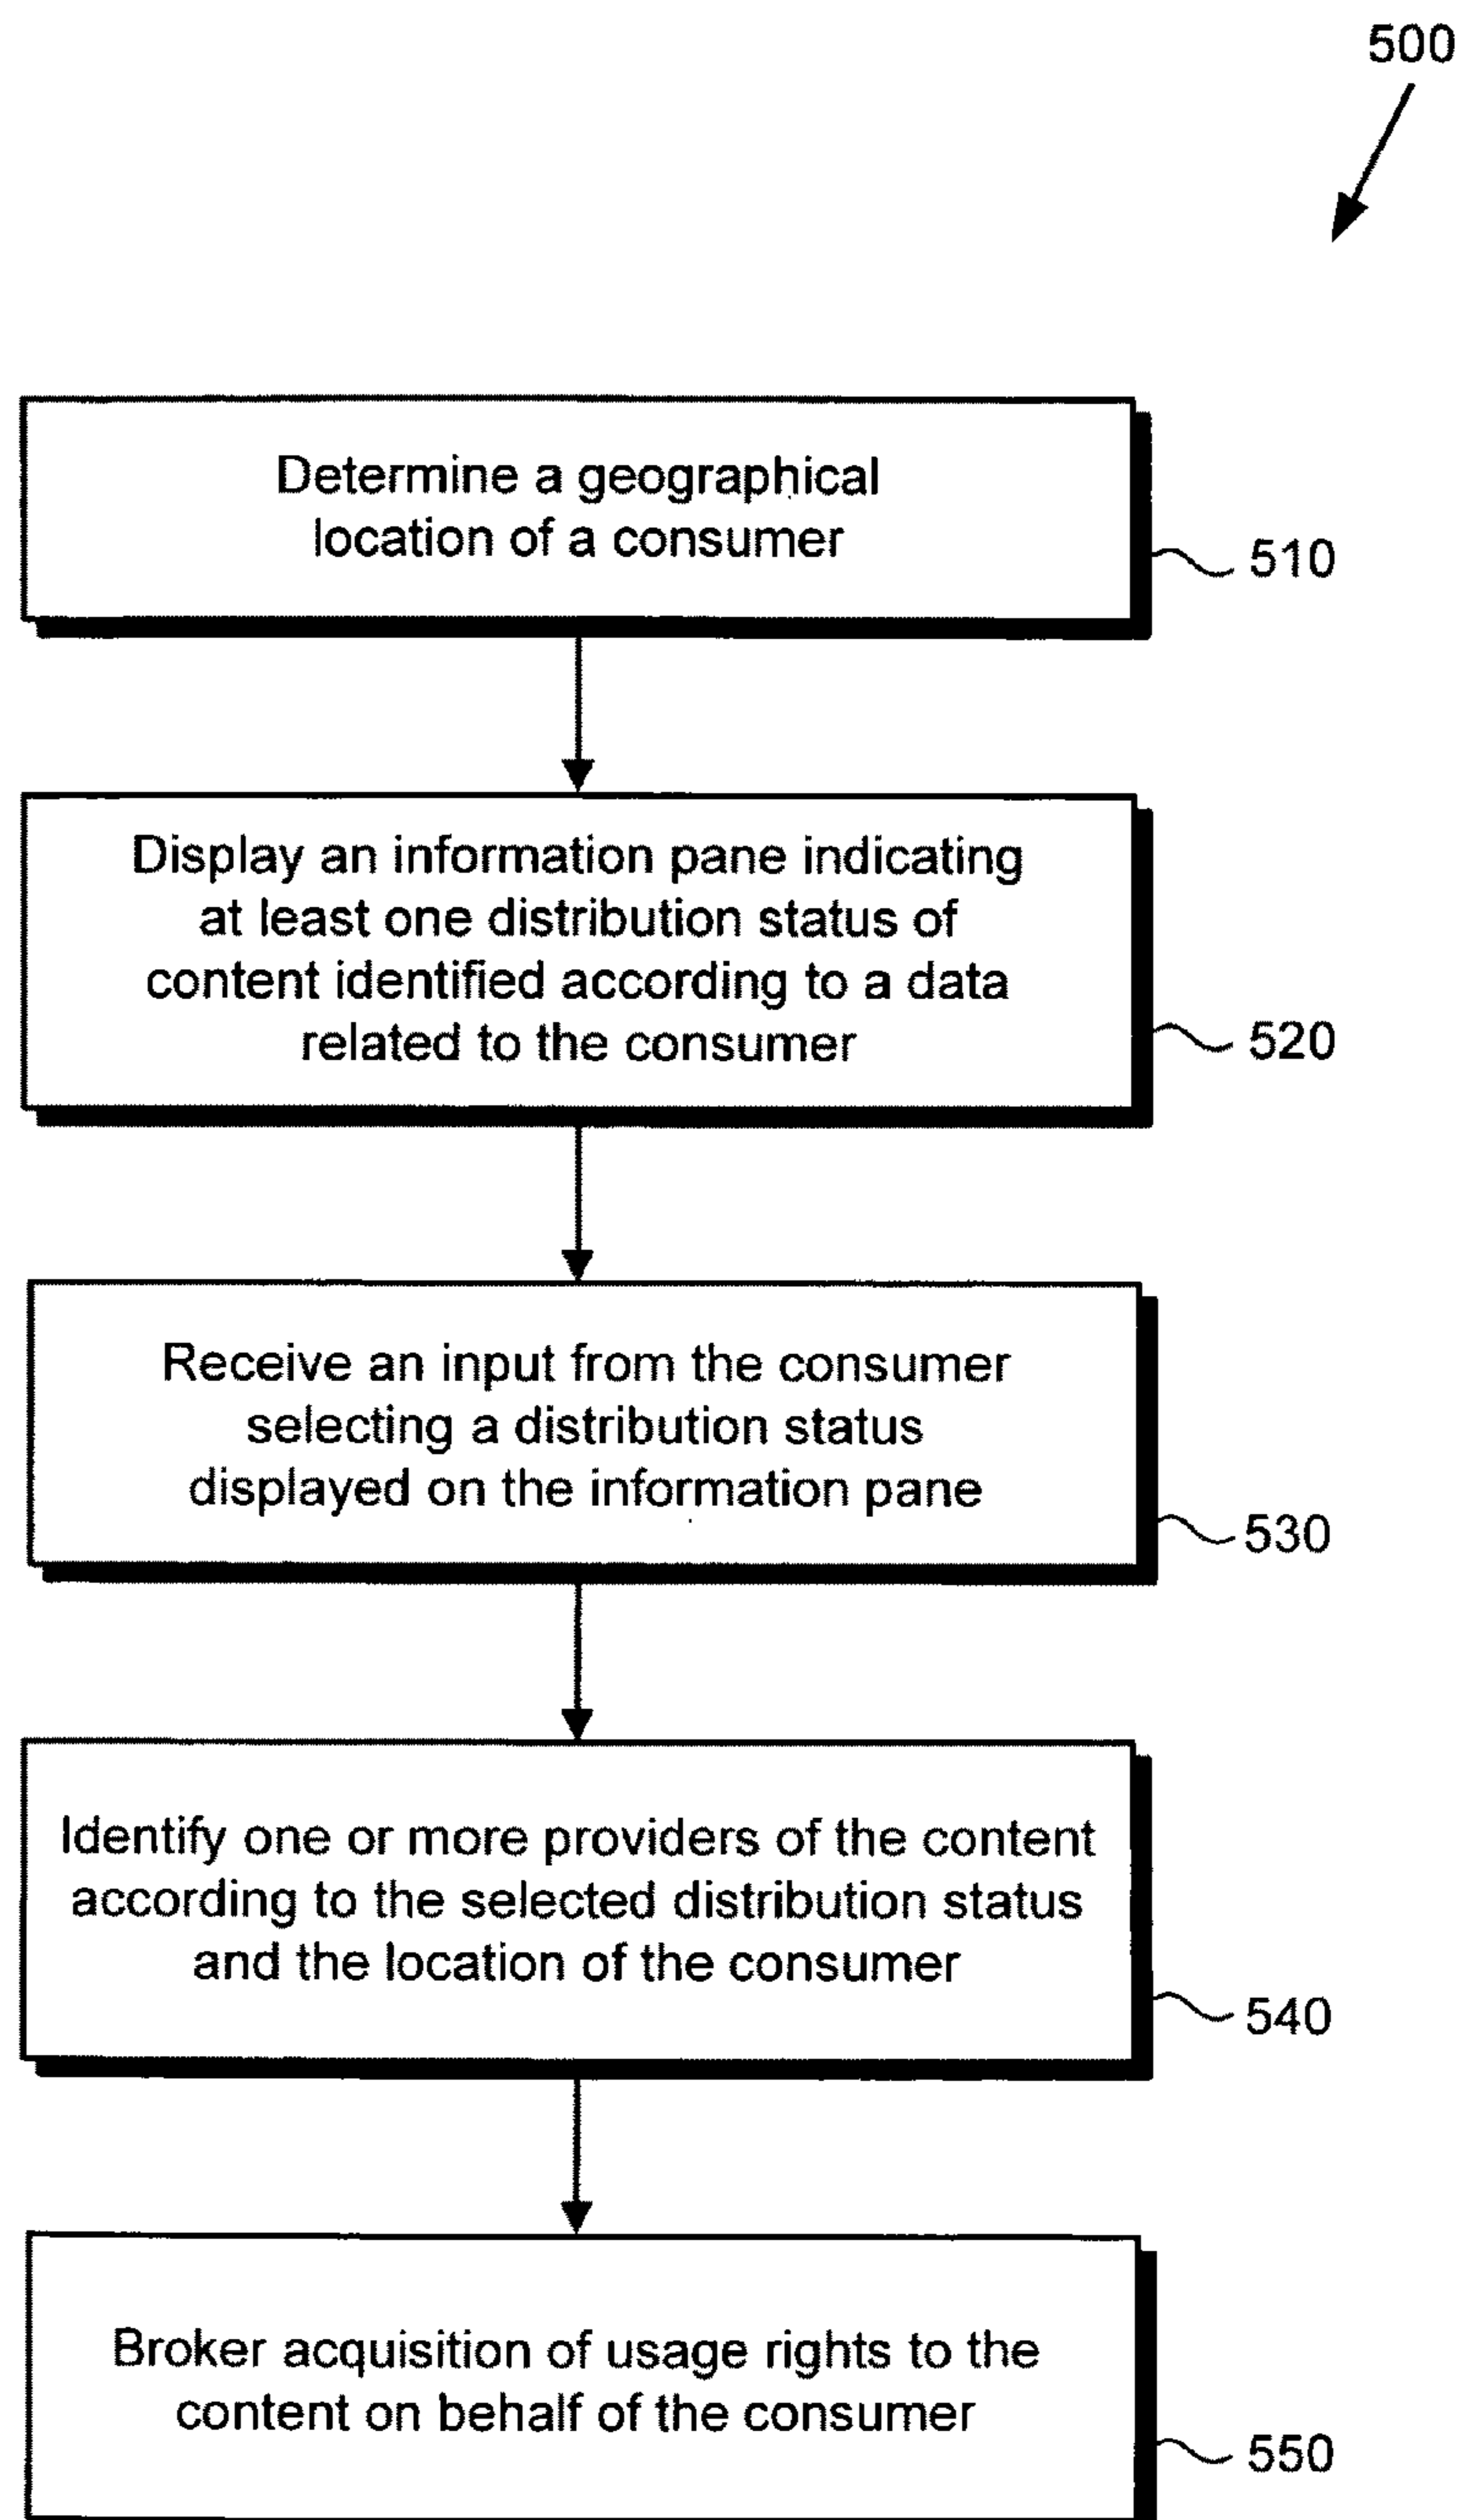 500
Determine a geographical
location of a consumer
510
Display an information pane indicating
at least one distribution status of
content identified according to a data
related to the consumer
520
Receive an input from the consumer
selecting a distribution status
displayed on the information pane
530
Identify one or more providers of the content
according to the selected distribution status
and the location of the consumer
540
Broker acquisition of usage rights to the
content on behalf of the consumer
550